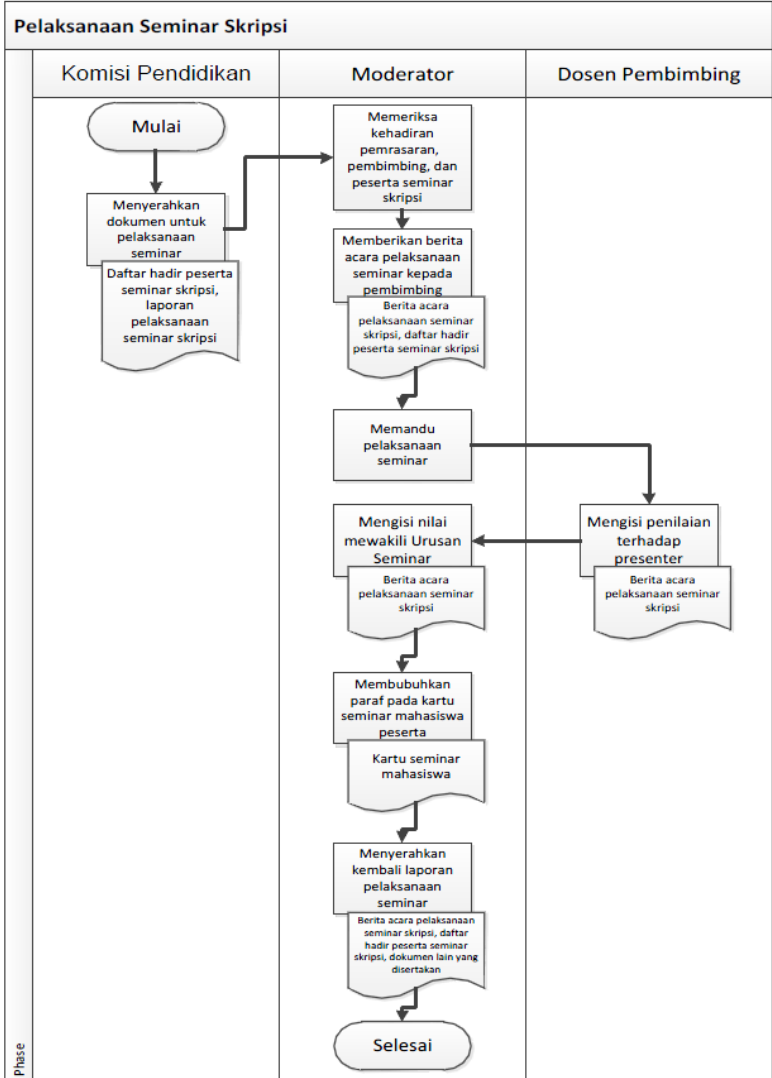 Pelaksanaan Seminar Skripsi
Komisi Pendidikan
Moderator
Dosen Pembimbing
Mulai
Menyerahkan
dokumen untuk
pelaksanaan
seminar
Daftar hadir peserta
seminar skripsi,
laporan
pelaksanaan
seminar skripsi
Memeriksa
kehadiran
pemrasaran,
pembimbing, dan
peserta seminar
skripsi
Memberikan berita
acara pelaksanaan
seminar kepada
pembimbing
Berita acara
pelaksanaan seminar
skripsi, daftar hadir
peserta seminar skripsi
Memandu
pelaksanaan
seminar
Mengisi penilaian
terhadap
presenter
Berita acara
pelaksanaan seminar
skripsi
Mengisi nilai
mewakili Urusan
Seminar
Berita acara
pelaksanaan seminar
skripsi
Membubuhkan
paraf pada kartu
seminar mahasiswa
peserta
Kartu seminar
mahasiswa
Menyerahkan
kembali laporan
pelaksanaan
seminar
Berita acara pelaksanaan
seminar skripsi, daftar
hadir peserta seminar
skripsi, dokumen lain yang
disertakan
Selesai
Phase